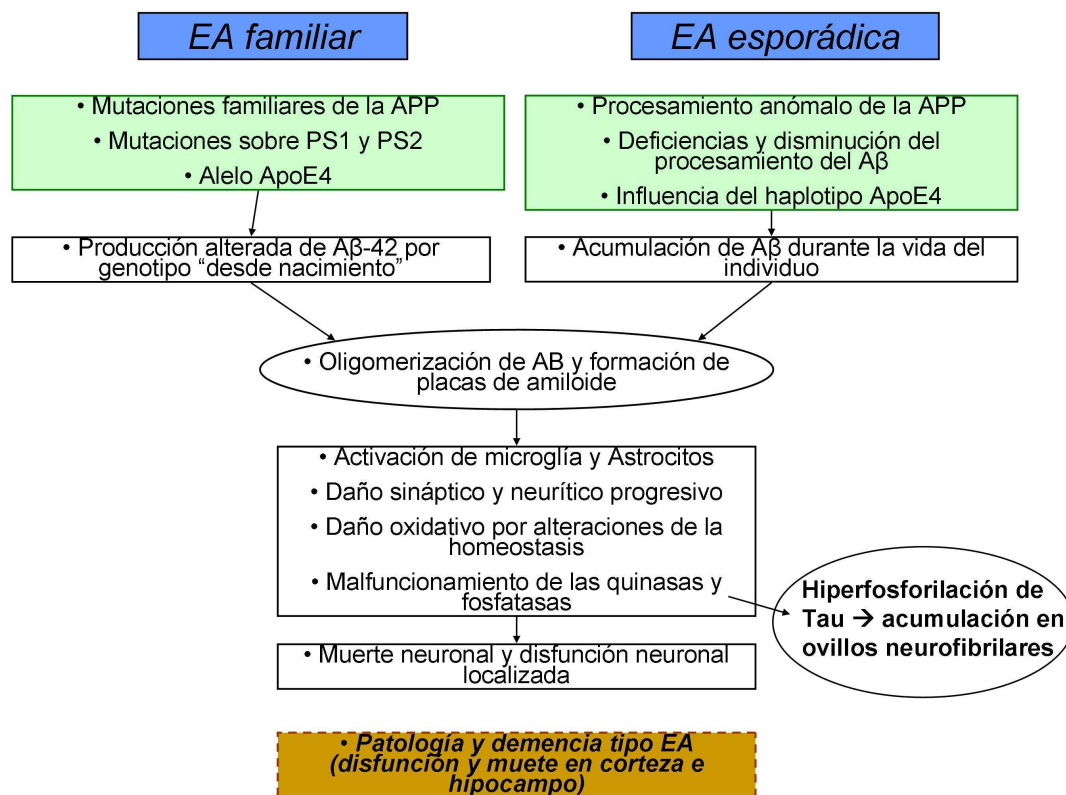 EA familiar
EA esporádica
• Mutaciones familiares de la APP
• Mutaciones sobre PS1 y PS2
• Alelo ApoE4
• Procesamiento anómalo de la APP
• Deficiencias y disminución del
procesamiento del Aβ
• Influencia del haplotipo ApoE4
• Producción alterada de Aβ-42 por
genotipo “desde nacimiento”
• Acumulación de Aβ durante la vida del
individuo
• Oligomerización de AB y formación de
placas de amiloide
• Activación de microglía y Astrocitos
• Daño sináptico y neurítico progresivo
• Daño oxidativo por alteraciones de la
homeostasis
• Malfuncionamiento de las quinasas y
fosfatasas
Hiperfosforilación de
Tau → acumulación en
ovillos neurofibrilares
• Muerte neuronal y disfunción neuronal
localizada
• Patología y demencia tipo EA
(disfunción y muete en corteza e
hipocampo)